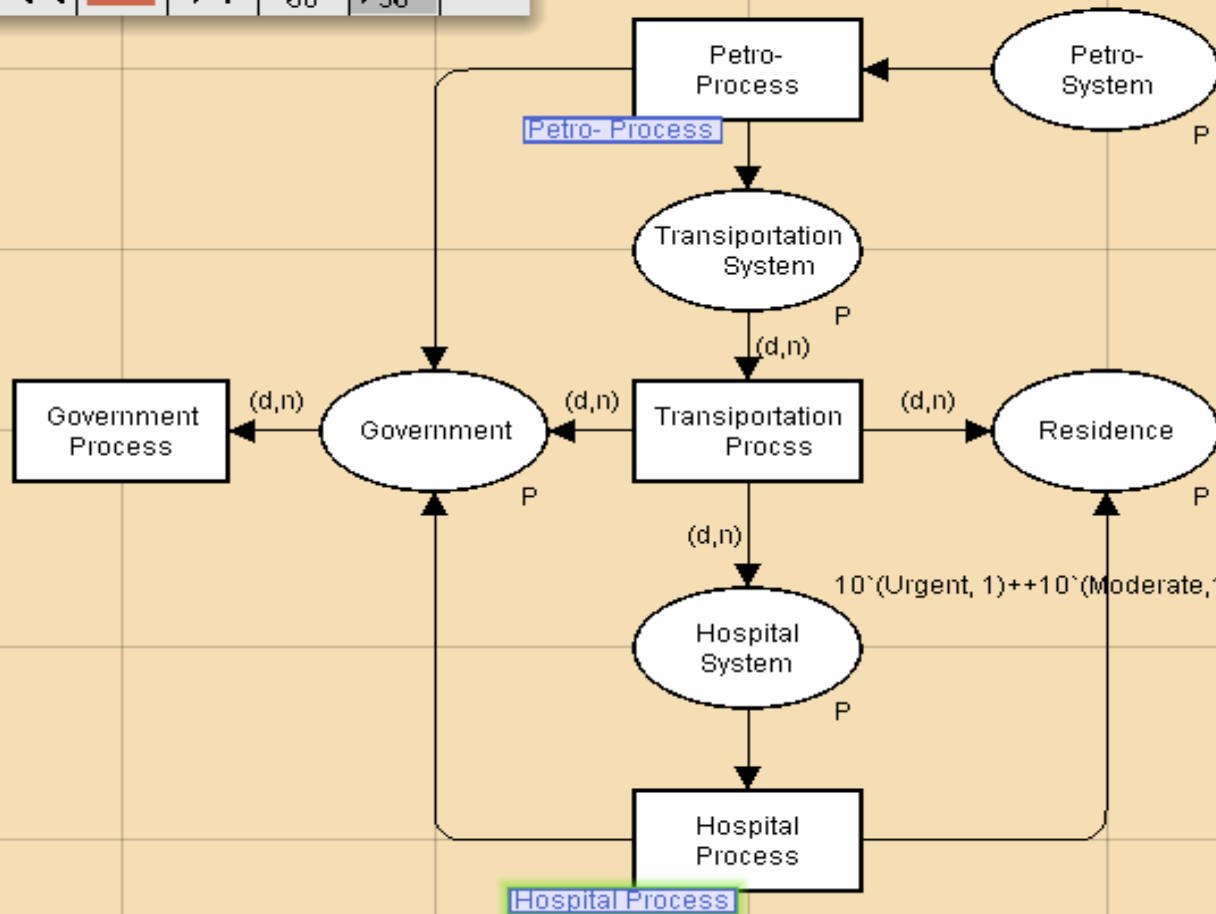 Petro-
Process
Petro-
System
Petro- Process
P
Transiportation
System
P
(d,n)
Government
Process
(d,n)
Government
P
(d,n)
Transiportation
Procss
(d,n)
Residence
P
(d,n)
10`(Urgent, 1)++10`(Moderate,
Hospital
System
P
Hospital
Process
Hospital Process